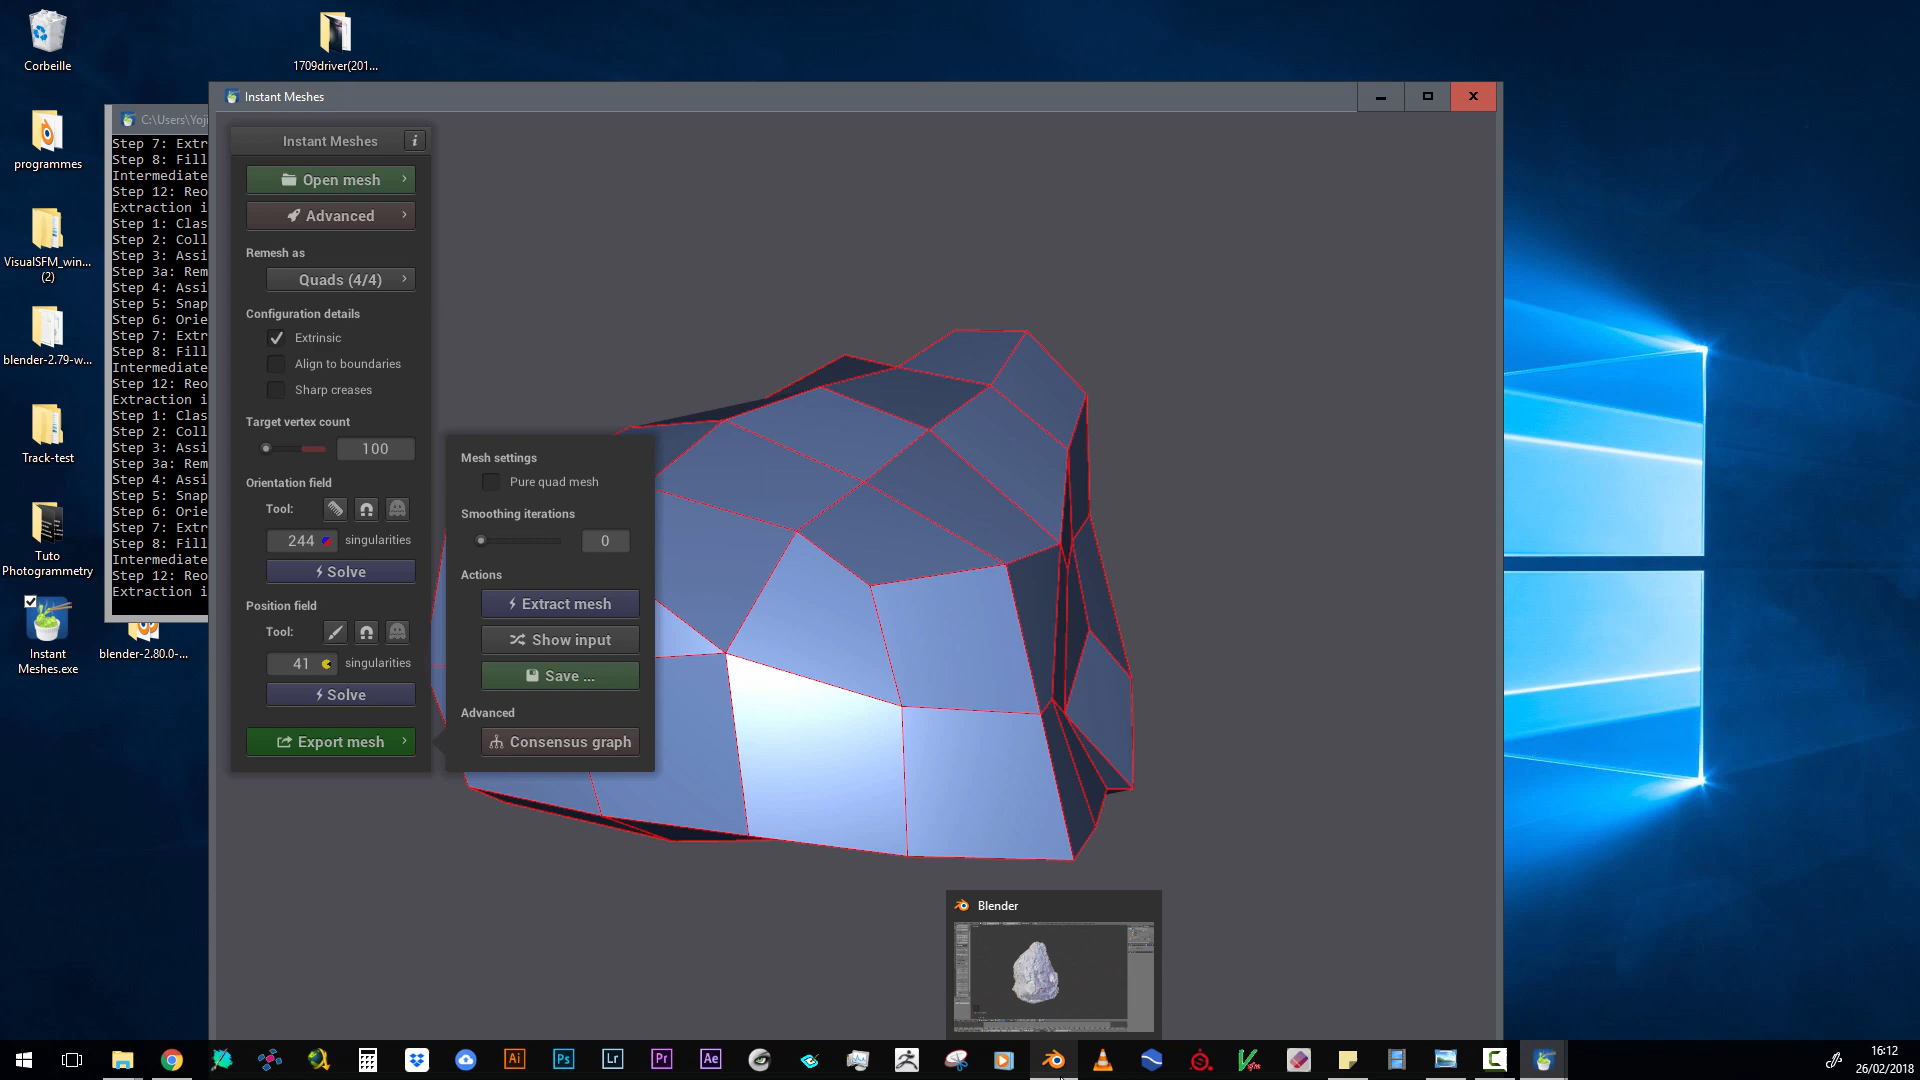 Corbeille
1709driver(201...
programmes
VisualSFM_win...
(2)
blender-2.79-w...
Track-test
Tuto
Photogrammetry
Instant
Meshes.exe
blender-2.80.0-...
C:\Users\Yoji
Step 7: Extr
Step 8: Fill
Intermediate
Step 12: Reo
Extraction i
Step 1: Clas
Step 2: Coll
Step 3: Assi
Step 3a: Rem
Step 4: Assi
Step 5: Snap
Step 6: Orie
Step 7: Extr
Step 8: Fill
Intermediate
Step 12: Reo
Extraction i
Step 1: Clas
Step 2: Coll
Step 3: Assi
Step 3a: Rem
Step 4: Assi
Step 5: Snap
Step 6: Orie
Step 7: Extr
Step 8: Fill
Intermediate
Step 12: Reo
Extraction i
Instant Meshes
Instant Meshes
i
Open mesh
Advanced
Remesh as
Quads (4/4)
Configuration details
Extrinsic
Align to boundaries
Sharp creases
Target vertex count
100
Orientation field
Tool:
244 singularities
Solve
Position field
Tool:
41 singularities
Solve
Export mesh
Mesh settings
Pure quad mesh
Smoothing iterations
0
Actions
Extract mesh
Show input
Save ...
Advanced
Consensus graph
Blender
Ai
Ps
Lr
Pr
Ae
16:12
26/02/2018